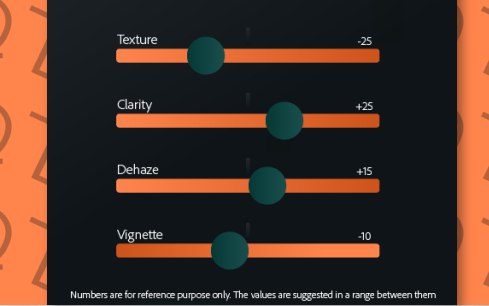 Texture -25
Clarity +25
Dehaze +15
Vignette -10
Numbers are for reference purpose only. The values are suggested in a range between them